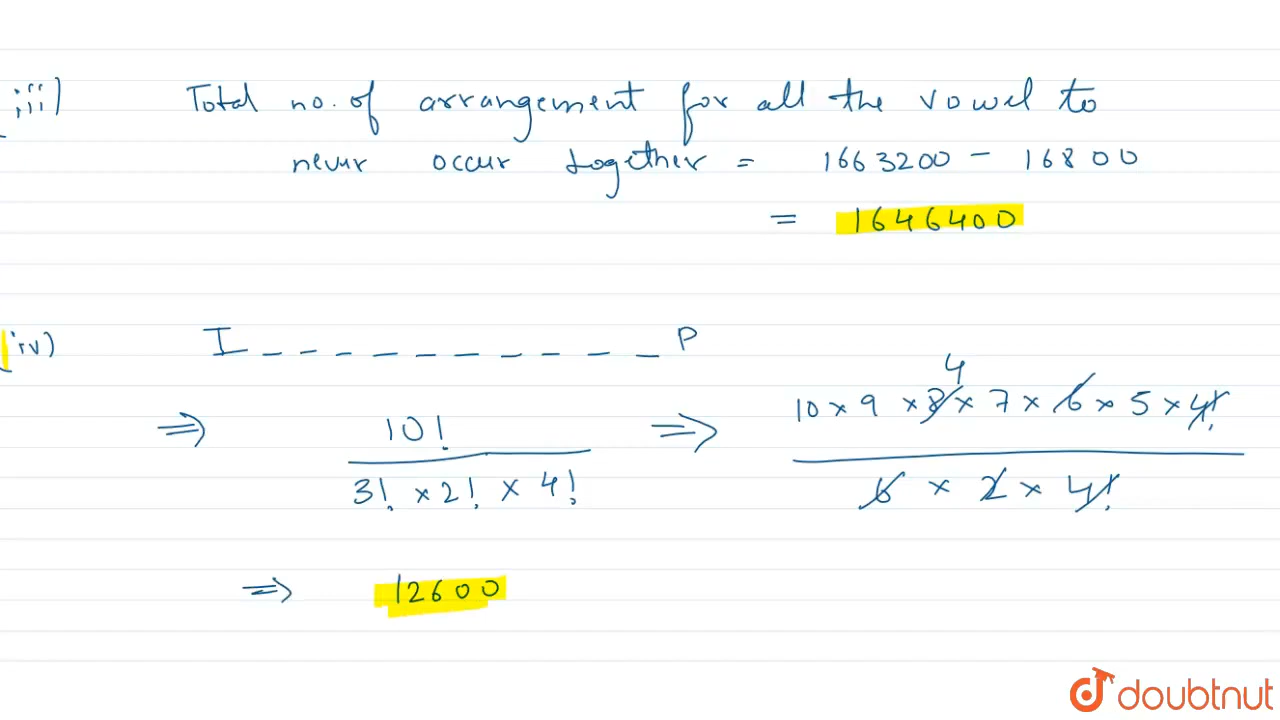 iii) Total no. of arrangement for all the vowel to
never occur together = 1663200 - 16800
= 1646400
(iv) I _ _ _ _ _ _ _ _ _ _ P
⇒ 10! / 3! × 2! × 4! ⇒ 10 × 9 × 8 4 × 7 × 6 × 5 × 4! / 6 × 2 × 4!
⇒ 12600
doubtnut